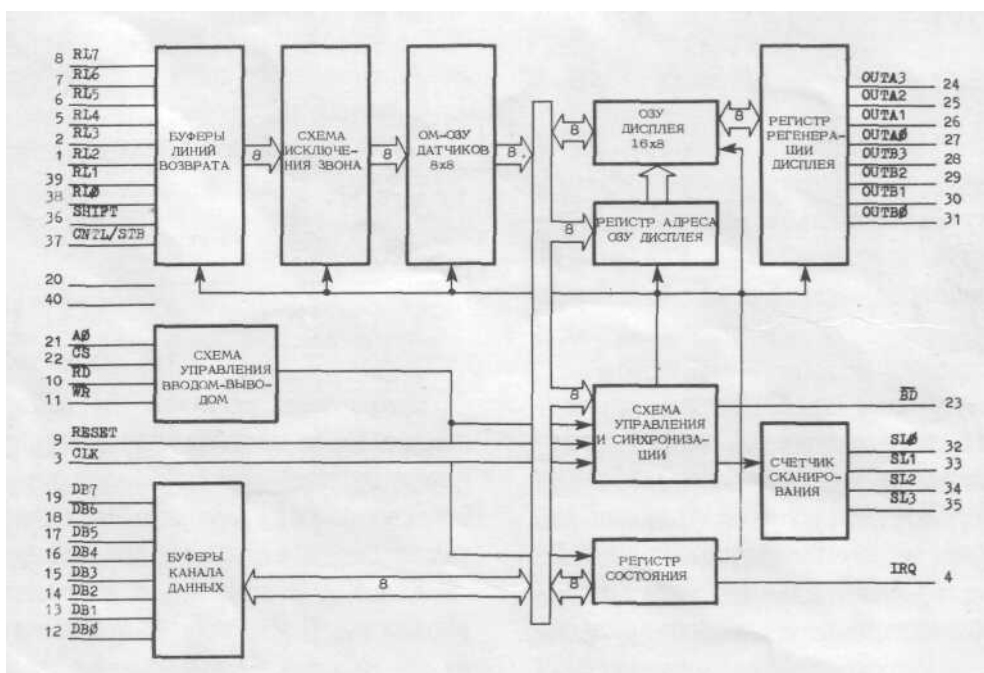 8 RL7
7 RL6
6 RL5
5 RL4
2 RL3
1 RL2
39 RL1
38 RLØ
36 SHIFT
37 CNTL/STB
20
40
БУФЕРЫ
ЛИНИЙ
ВОЗВРАТА
8
СХЕМА
ИСКЛЮЧЕ-
НИЯ ЗВОНА
8
ОМ-ОЗУ
ДАТЧИКОВ
8x8
8
8
ОЗУ
ДИСПЛЕЯ
16x8
8
РЕГИСТР
РЕГЕНЕРА-
ЦИИ
ДИСПЛЕЯ
OUTA3 24
OUTA2 25
OUTA1 26
OUTAØ 27
OUTB3 28
OUTB2 29
OUTB1 30
OUTBØ 31
8
РЕГИСТР АДРЕСА
ОЗУ ДИСПЛЕЯ
21 AØ
22 CS
10 RD
11 WR
СХЕМА
УПРАВЛЕНИЯ
ВВОДОМ-ВЫВО-
ДОМ
9 RESET
3 CLK
8
СХЕМА
УПРАВЛЕНИЯ
И СИНХРОНИЗА-
ЦИИ
BD 23
СЧЕТЧИК
СКАНИРО-
ВАНИЯ
SLØ 32
SL1 33
SL2 34
SL3 35
19 DP7
18 DB6
17 DB5
16 DB4
15 DB3
14 DB2
13 DB1
12 DBØ
БУФЕРЫ
КАНАЛА
ДАННЫХ
8
8
РЕГИСТР
СОСТОЯНИЯ
IRQ 4